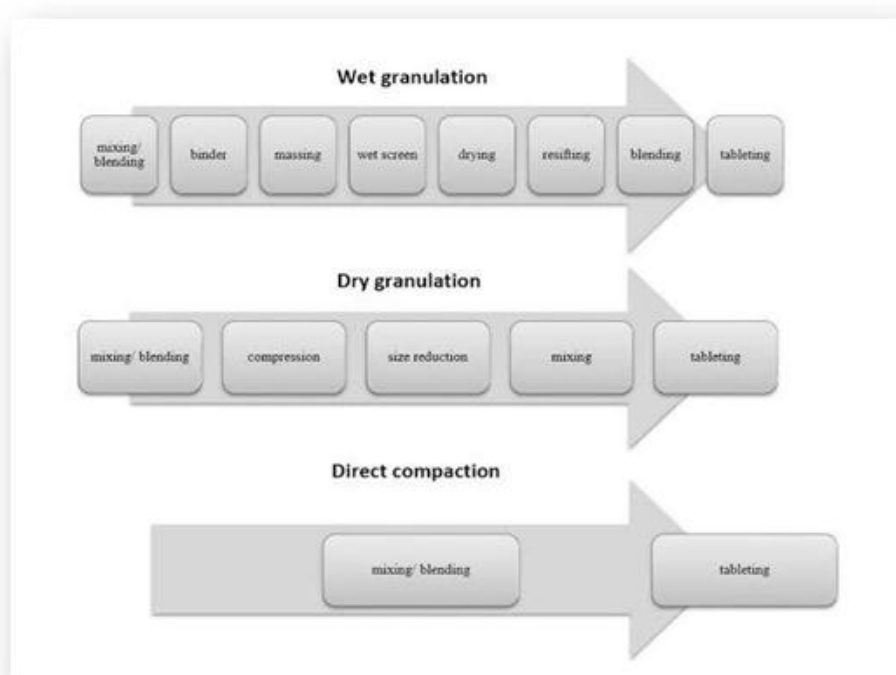 Wet granulation
mixing/
blending
binder
massing
wet screen
drying
resifting
blending
tableting
Dry granulation
mixing/ blending
compression
size reduction
mixing
tableting
Direct compaction
mixing/ blending
tableting